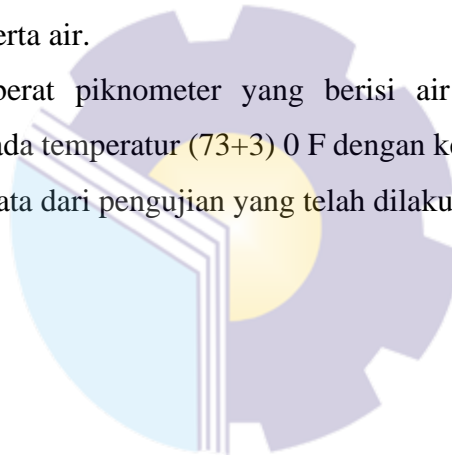 erta air.
berat piknometer yang berisi air
ada temperatur (73+3) 0 F dengan k
ata dari pengujian yang telah dilaku